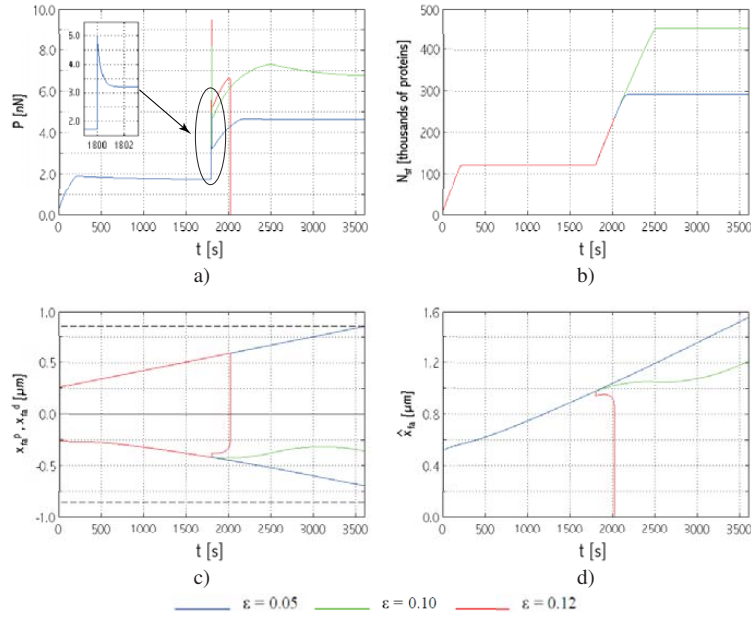 10.0
8.0
6.0
4.0
2.0
0.0
P [nN]
5.0
4.0
3.0
2.0
1800 1802
0 500 1000 1500 2000 2500 3000 3500
t [s]
a)
500
400
300
200
100
0
N_sf [thousands of proteins]
0 500 1000 1500 2000 2500 3000 3500
t [s]
b)
1.0
0.5
0.0
-0.5
-1.0
x_fa^p , x_fa^d [μm]
0 500 1000 1500 2000 2500 3000 3500
t [s]
c)
1.6
1.2
0.8
0.4
0.0
x̂_fa [μm]
0 500 1000 1500 2000 2500 3000 3500
t [s]
d)
ε = 0.05 ε = 0.10 ε = 0.12